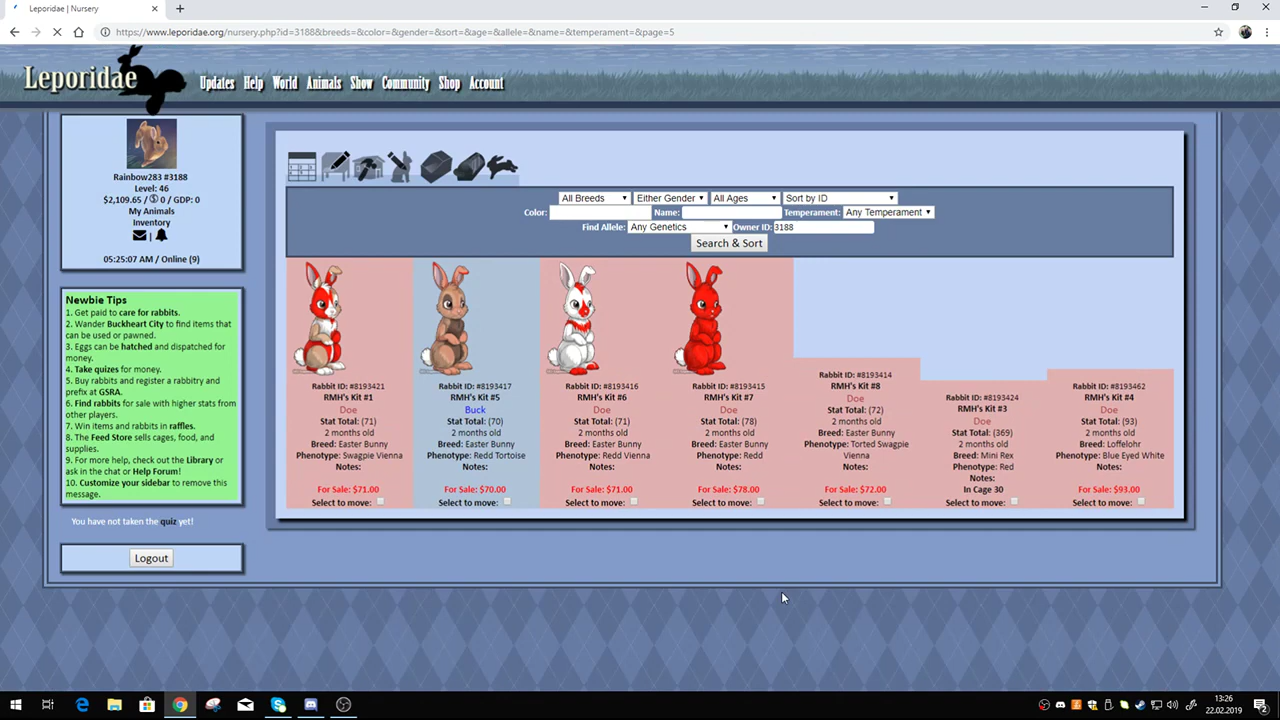 Leporidae | Nursery
https://www.leporidae.org/nursery.php?id=3188&breeds=&color=&gender=&sort=&age=&allele=&name=&temperament=&page=5
Leporidae
Updates Help World Animals Show Community Shop Account
Rainbow283 #3188
Level: 46
$2,109.65 / Ⓢ 0 / GDP: 0
My Animals
Inventory
|
05:25:07 AM / Online (9)
Newbie Tips
1. Get paid to care for rabbits.
2. Wander Buckheart City to find items
that can be used or pawned.
3. Eggs can be hatched and dispatched for
money.
4. Take quizes for money.
5. Buy rabbits and register a rabbitry and
prefix at GSRA.
6. Find rabbits for sale with higher stats from
other players.
7. Win items and rabbits in raffles.
8. The Feed Store sells cages, food, and
supplies.
9. For more help, check out the Library or
ask in the chat or Help Forum!
10. Customize your sidebar to remove this
message.
You have not taken the quiz yet!
Logout
All Breeds Either Gender All Ages Sort by ID
Color: Name: Temperament: Any Temperament
Find Allele: Any Genetics Owner ID: 3188
Search & Sort
Rabbit ID: #8193421
RMH's Kit #1
Doe
Stat Total: (71)
2 months old
Breed: Easter Bunny
Phenotype: Swagpie Vienna
Notes:
For Sale: $71.00
Select to move:
Rabbit ID: #8193417
RMH's Kit #5
Buck
Stat Total: (70)
2 months old
Breed: Easter Bunny
Phenotype: Redd Tortoise
Notes:
For Sale: $70.00
Select to move:
Rabbit ID: #8193416
RMH's Kit #6
Doe
Stat Total: (71)
2 months old
Breed: Easter Bunny
Phenotype: Redd Vienna
Notes:
For Sale: $71.00
Select to move:
Rabbit ID: #8193415
RMH's Kit #7
Doe
Stat Total: (78)
2 months old
Breed: Easter Bunny
Phenotype: Redd
Notes:
For Sale: $78.00
Select to move:
Rabbit ID: #8193414
RMH's Kit #8
Doe
Stat Total: (72)
2 months old
Breed: Easter Bunny
Phenotype: Torted Swagpie
Vienna
Notes:
For Sale: $72.00
Select to move:
Rabbit ID: #8193424
RMH's Kit #3
Doe
Stat Total: (369)
2 months old
Breed: Mini Rex
Phenotype: Red
Notes:
In Cage 30
Select to move:
Rabbit ID: #8193462
RMH's Kit #4
Doe
Stat Total: (93)
2 months old
Breed: Loffelohr
Phenotype: Blue Eyed White
Notes:
For Sale: $93.00
Select to move:
13:26
22.02.2019
2